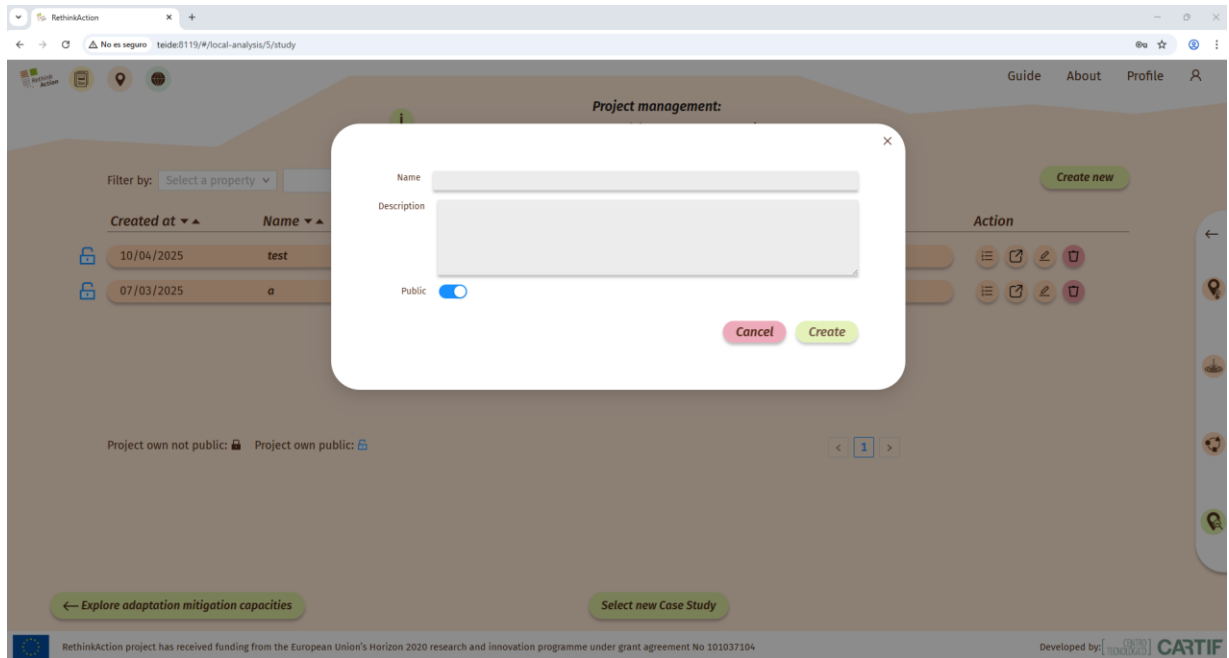 RethinkAction
No es seguro teide:8119/#/local-analysis/5/study
Rethink Action
Guide About Profile
Project management:
Filter by: Select a property
Create new
Name
Description
Public
Cancel Create
Created at Name Action
10/04/2025 test
07/03/2025 a
Project own not public: Project own public:
< 1 >
← Explore adaptation mitigation capacities
Select new Case Study
RethinkAction project has received funding from the European Union's Horizon 2020 research and innovation programme under grant agreement No 101037104
Developed by: CENTRO TECNOLÓGICO CARTIF